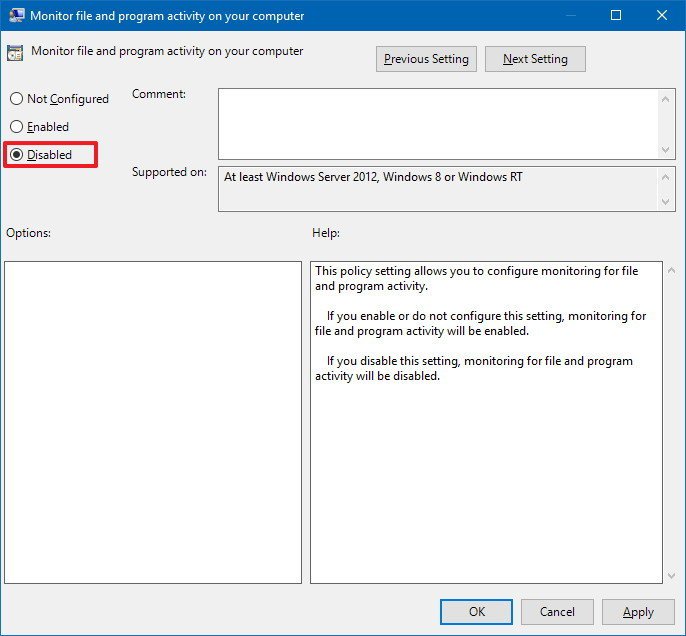 Monitor file and program activity on your computer
Monitor file and program activity on your computer
Previous Setting
Next Setting
Not Configured
Comment:
Enabled
Disabled
Supported on:
At least Windows Server 2012, Windows 8 or Windows RT
Options:
Help:
This policy setting allows you to configure monitoring for file
and program activity.
If you enable or do not configure this setting, monitoring for
file and program activity will be enabled.
If you disable this setting, monitoring for file and program
activity will be disabled.
OK
Cancel
Apply